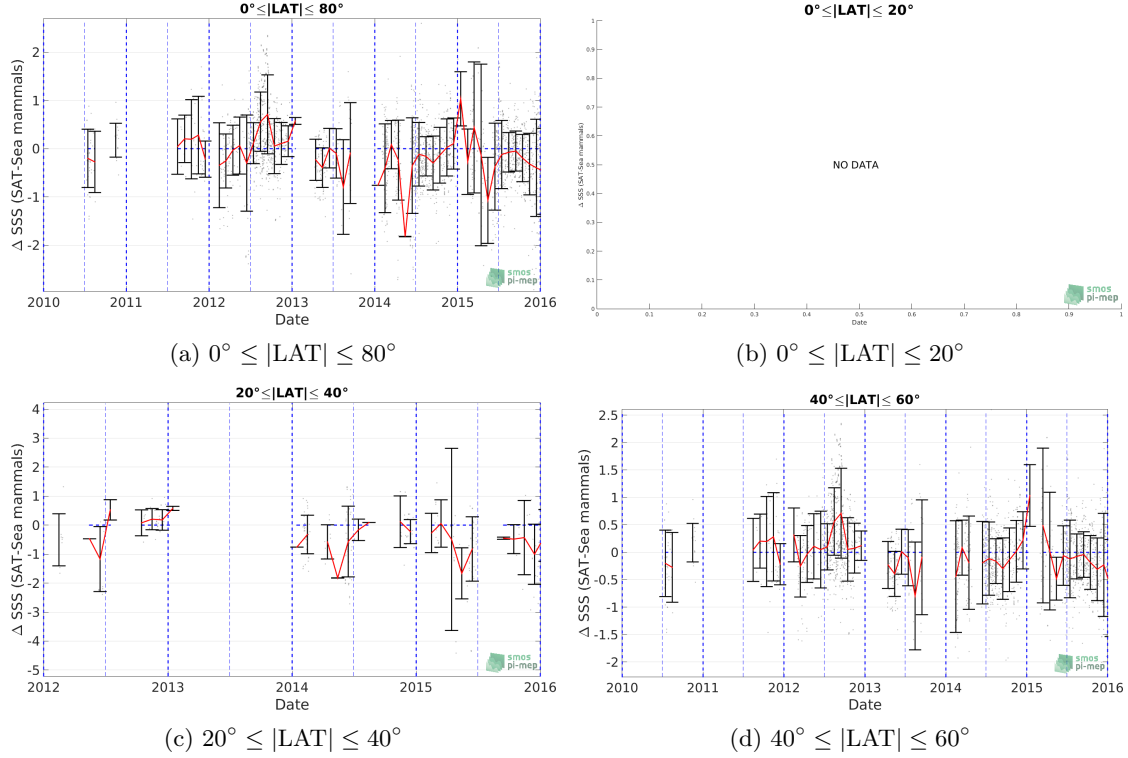 0°≤|LAT|≤ 80°
Δ SSS (SAT-Sea mammals)
2
1
0
-1
-2
2010
2011
2012
2013
2014
2015
2016
Date
smos
pi-mep
(a) 0° ≤ |LAT| ≤ 80°
0°≤|LAT|≤ 20°
Δ SSS (SAT-Sea mammals)
1
0.9
0.8
0.7
0.6
0.5
0.4
0.3
0.2
0.1
0
NO DATA
0
0.1
0.2
0.3
0.4
0.5
0.6
0.7
0.8
0.9
1
Date
smos
pi-mep
(b) 0° ≤ |LAT| ≤ 20°
20°≤|LAT|≤ 40°
Δ SSS (SAT-Sea mammals)
4
3
2
1
0
-1
-2
-3
-4
-5
2012
2013
2014
2015
2016
Date
smos
pi-mep
(c) 20° ≤ |LAT| ≤ 40°
40°≤|LAT|≤ 60°
Δ SSS (SAT-Sea mammals)
2.5
2
1.5
1
0.5
0
-0.5
-1
-1.5
-2
2010
2011
2012
2013
2014
2015
2016
Date
smos
pi-mep
(d) 40° ≤ |LAT| ≤ 60°